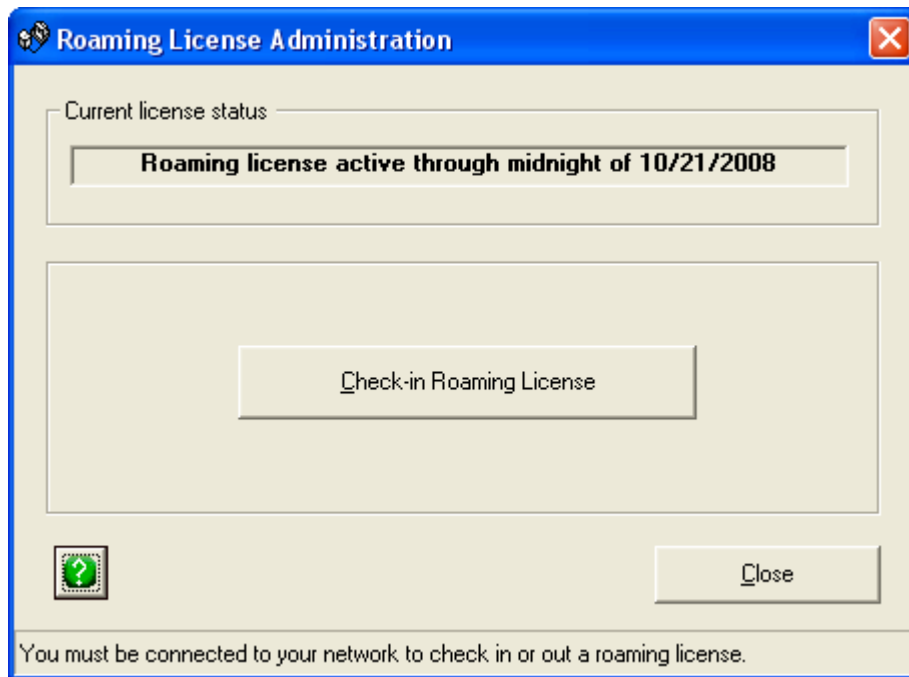 Roaming License Administration
Current license status
Roaming license active through midnight of 10/21/2008
Check-in Roaming License
?
Close
You must be connected to your network to check in or out a roaming license.